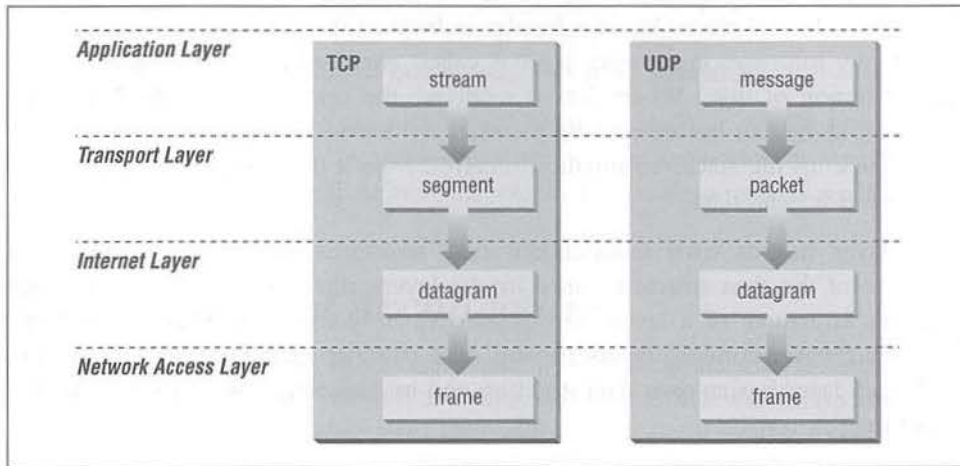 Application Layer
TCP
UDP
stream
message
Transport Layer
segment
packet
Internet Layer
datagram
datagram
Network Access Layer
frame
frame